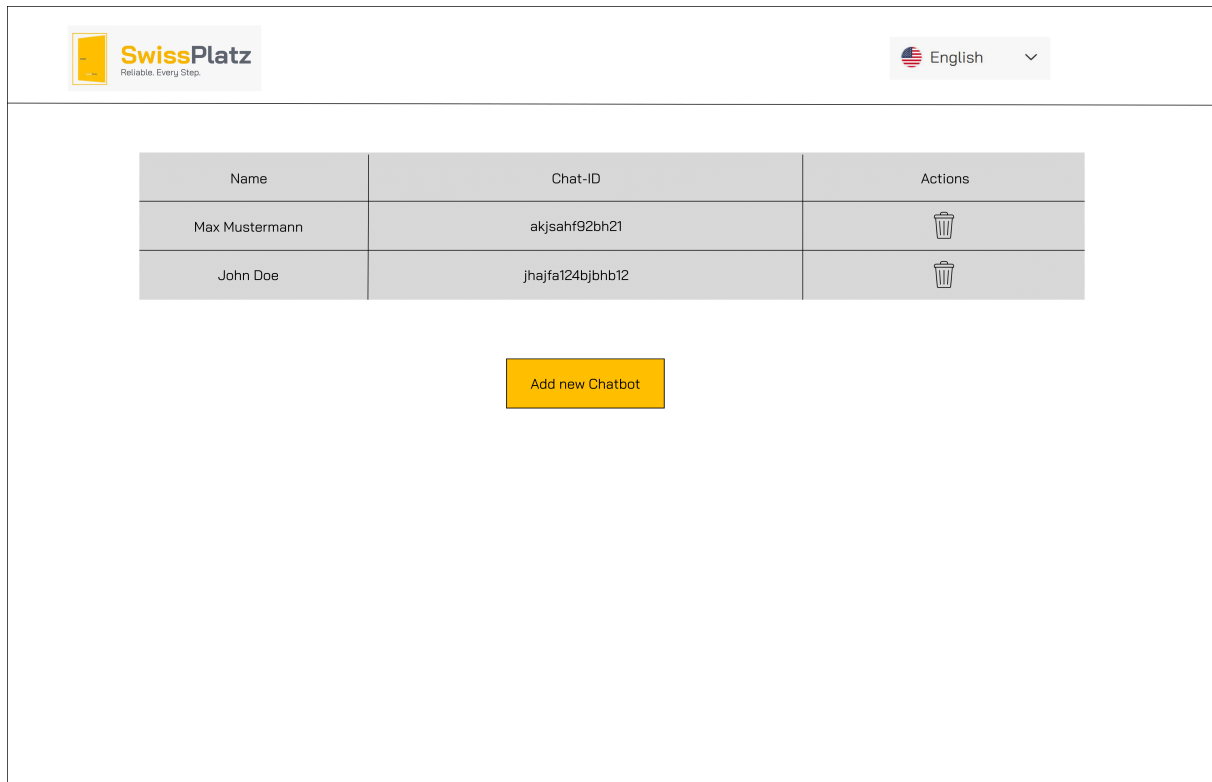 SwissPlatz
Reliable. Every Step.
English
Name Chat-ID Actions
Max Mustermann akjsahf92bh21
John Doe jhajfa124bjbhb12
Add new Chatbot